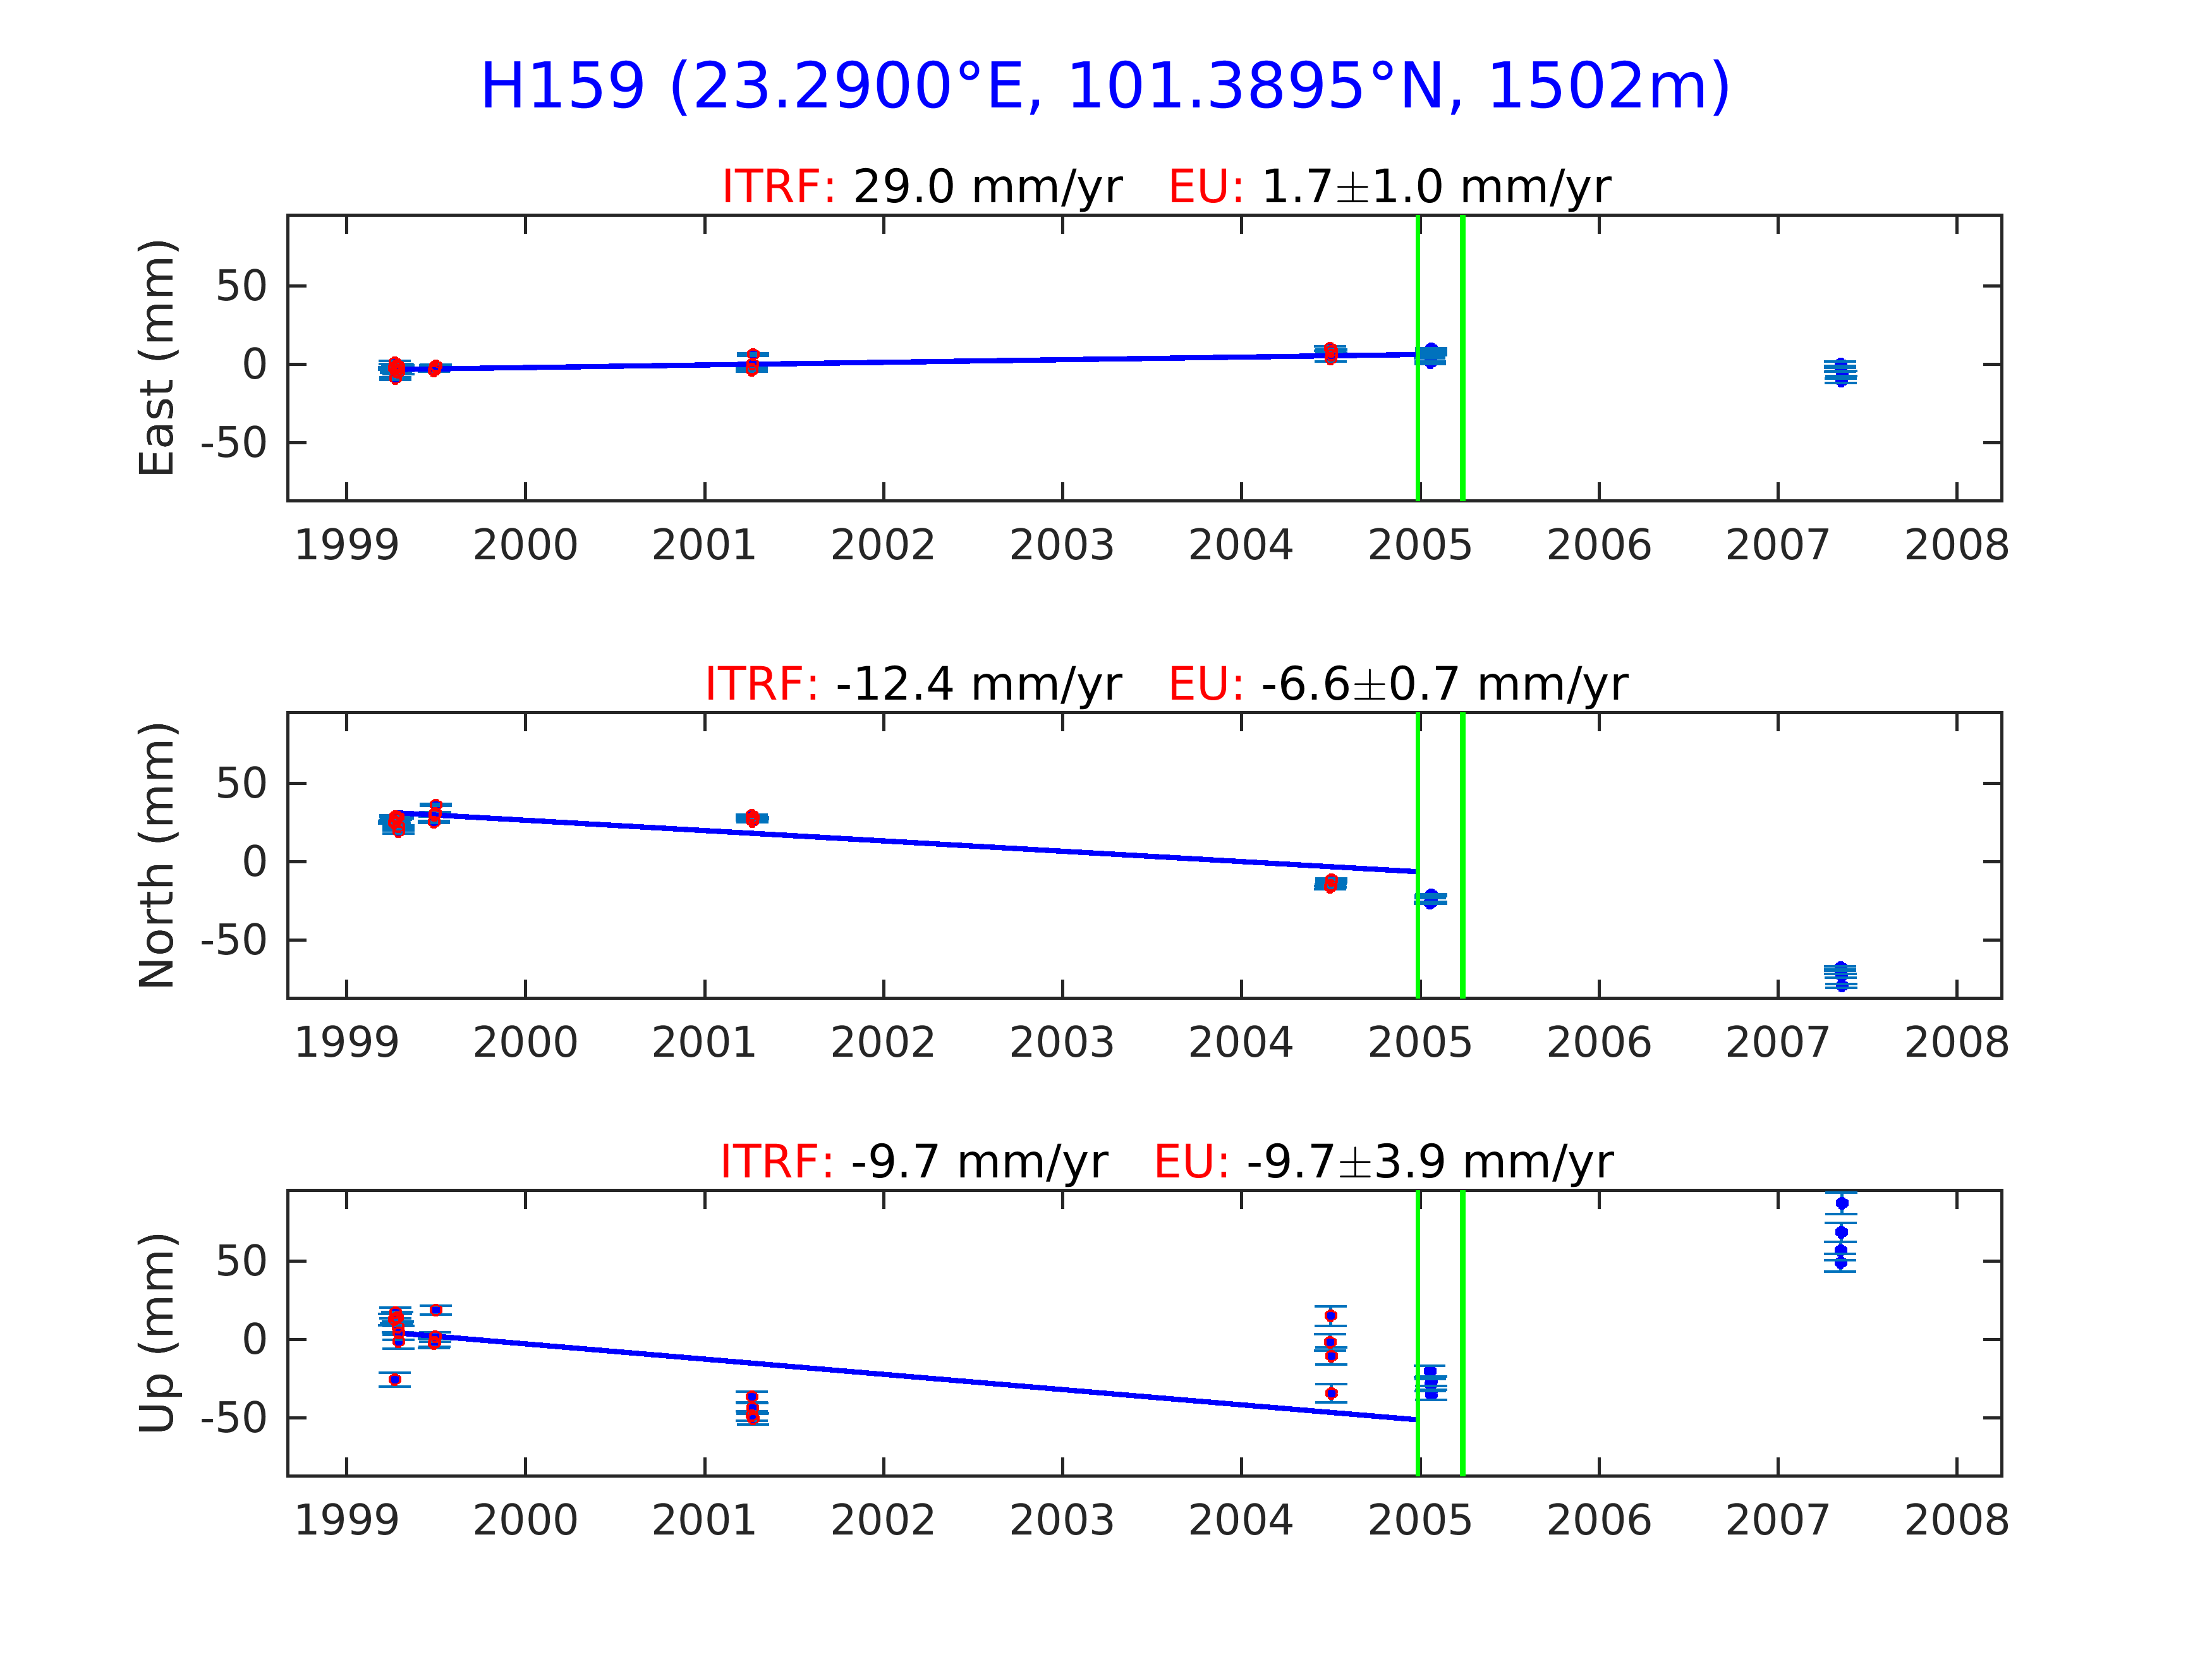 H159 (23.2900°E, 101.3895°N, 1502m)
ITRF: 29.0 mm/yr EU: 1.7±1.0 mm/yr
East (mm)
50
0
-50
1999 2000 2001 2002 2003 2004 2005 2006 2007 2008
ITRF: -12.4 mm/yr EU: -6.6±0.7 mm/yr
North (mm)
50
0
-50
1999 2000 2001 2002 2003 2004 2005 2006 2007 2008
ITRF: -9.7 mm/yr EU: -9.7±3.9 mm/yr
Up (mm)
50
0
-50
1999 2000 2001 2002 2003 2004 2005 2006 2007 2008